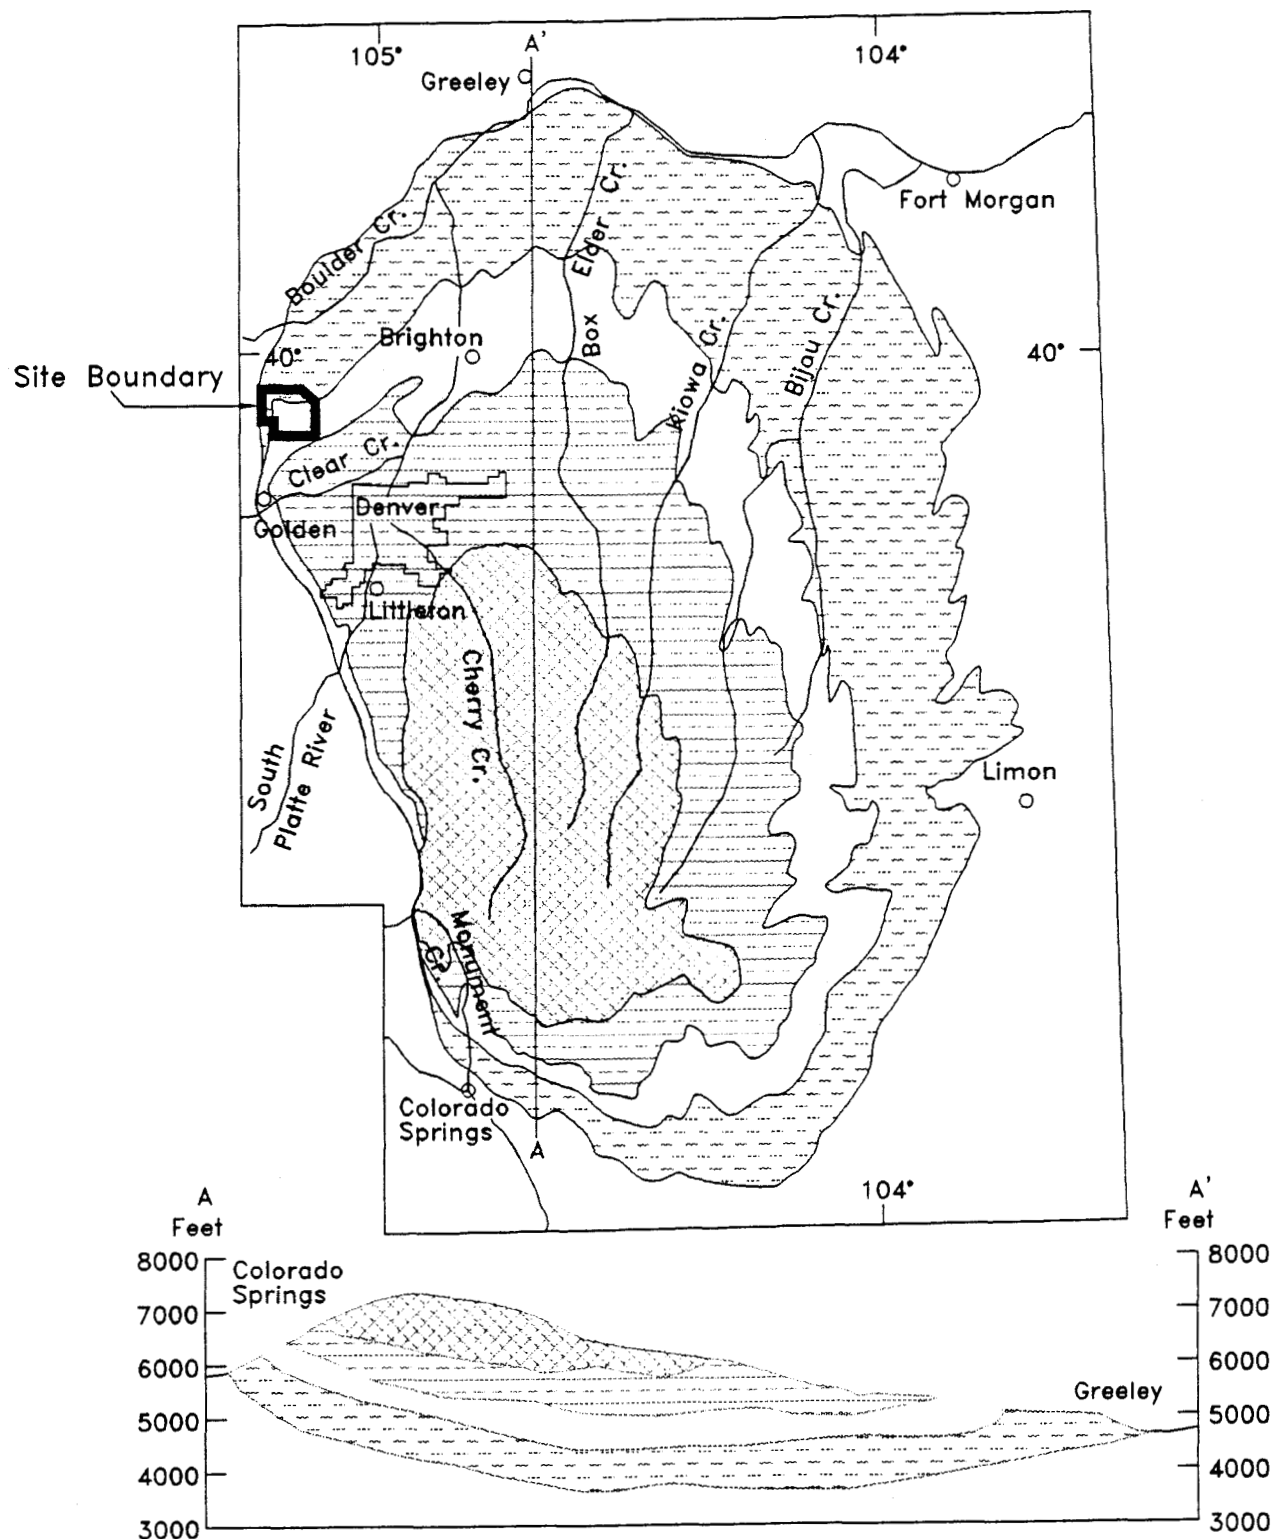 105°
A'
104°
Greeley
Fort Morgan
Boulder Cr.
Box Elder Cr.
Kiowa Cr.
Bijou Cr.
Brighton
40°
40°
Site Boundary
Clear Cr.
Golden
Denver
Littleton
Cherry Cr.
South
Platte River
Limon
Monument
Cr.
Colorado
Springs
A
104°
A
Feet
A'
Feet
8000
7000
6000
5000
4000
3000
Colorado
Springs
Greeley
8000
7000
6000
5000
4000
3000